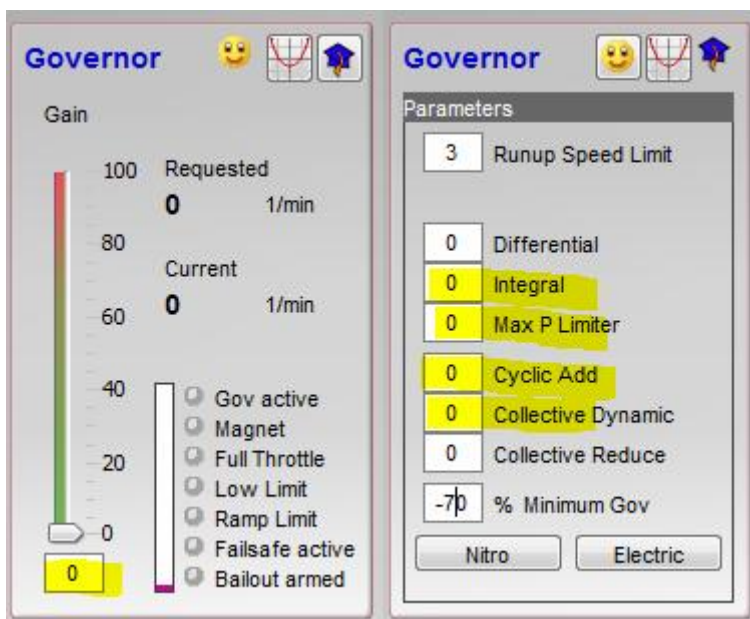 Governor
Gain
100
80
60
40
20
0
0
Requested
0 1/min
Current
0 1/min
Gov active
Magnet
Full Throttle
Low Limit
Ramp Limit
Failsafe active
Bailout armed
Governor
Parameters
3 Runup Speed Limit
0 Differential
0 Integral
0 Max P Limiter
0 Cyclic Add
0 Collective Dynamic
0 Collective Reduce
-70 % Minimum Gov
Nitro Electric